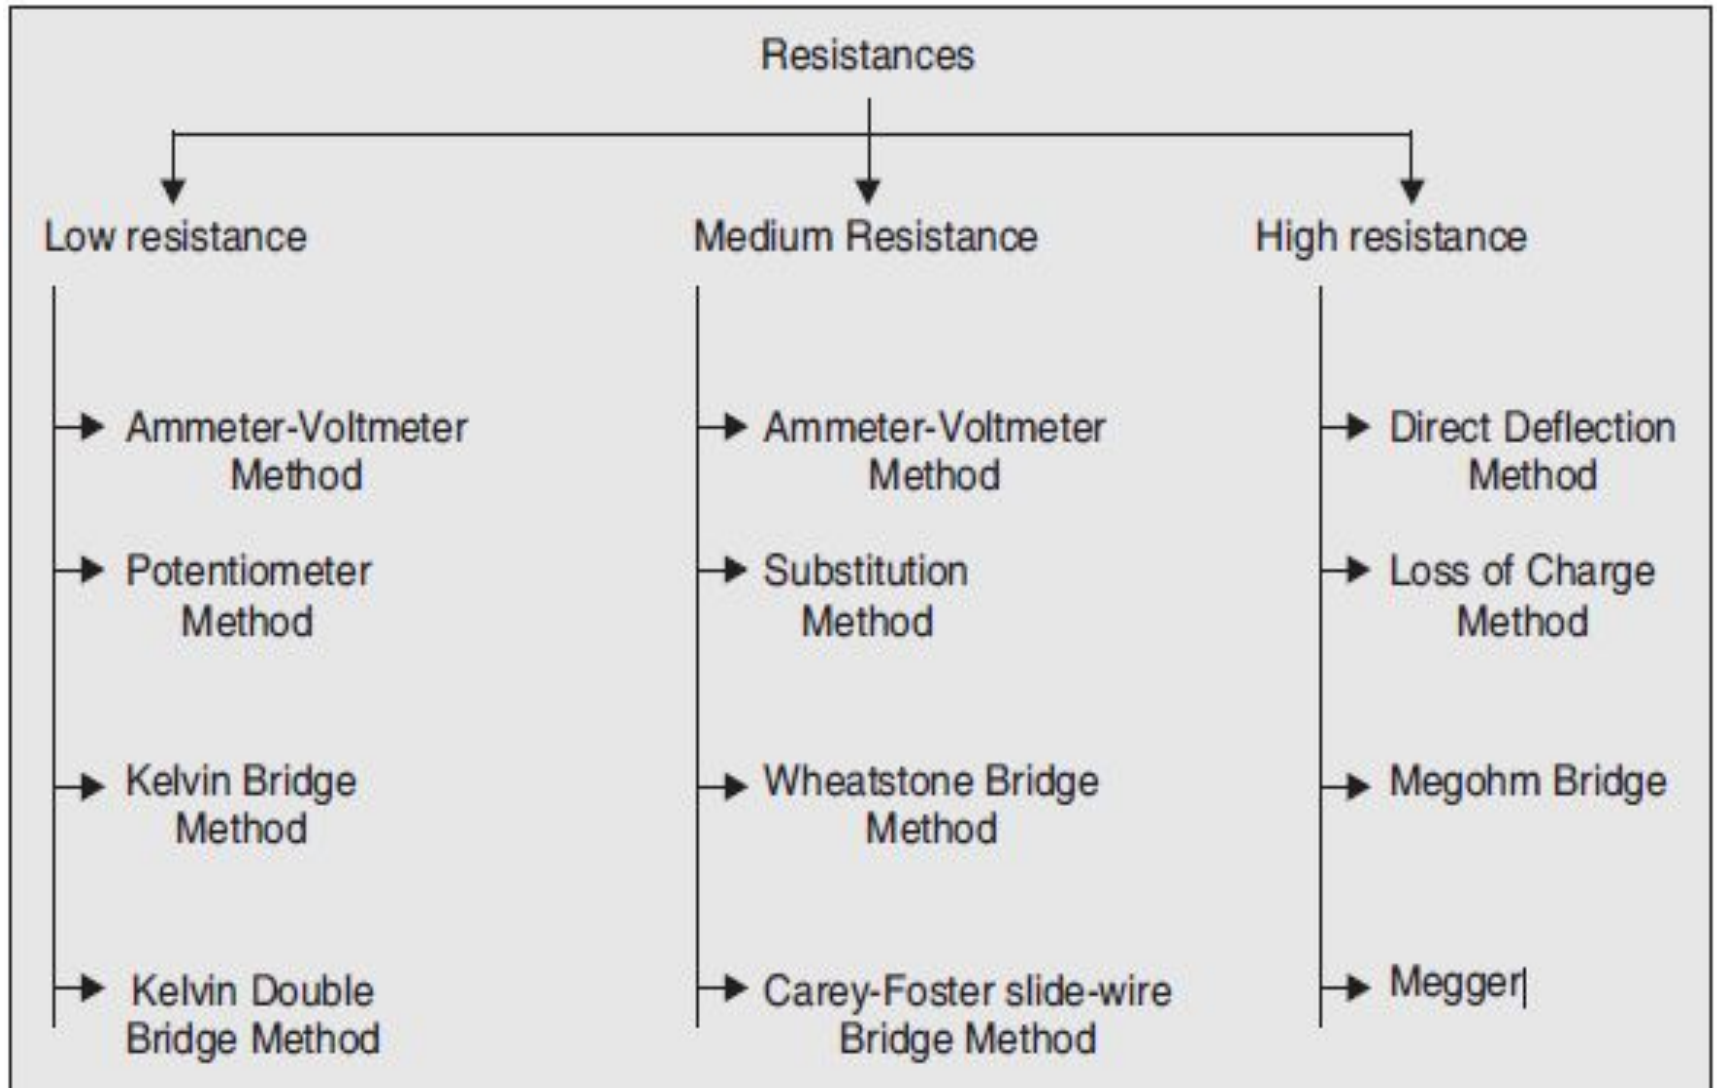 Resistances
Low resistance
Ammeter-Voltmeter
Method
Potentiometer
Method
Kelvin Bridge
Method
Kelvin Double
Bridge Method
Medium Resistance
Ammeter-Voltmeter
Method
Substitution
Method
Wheatstone Bridge
Method
Carey-Foster slide-wire
Bridge Method
High resistance
Direct Deflection
Method
Loss of Charge
Method
Megohm Bridge
Megger